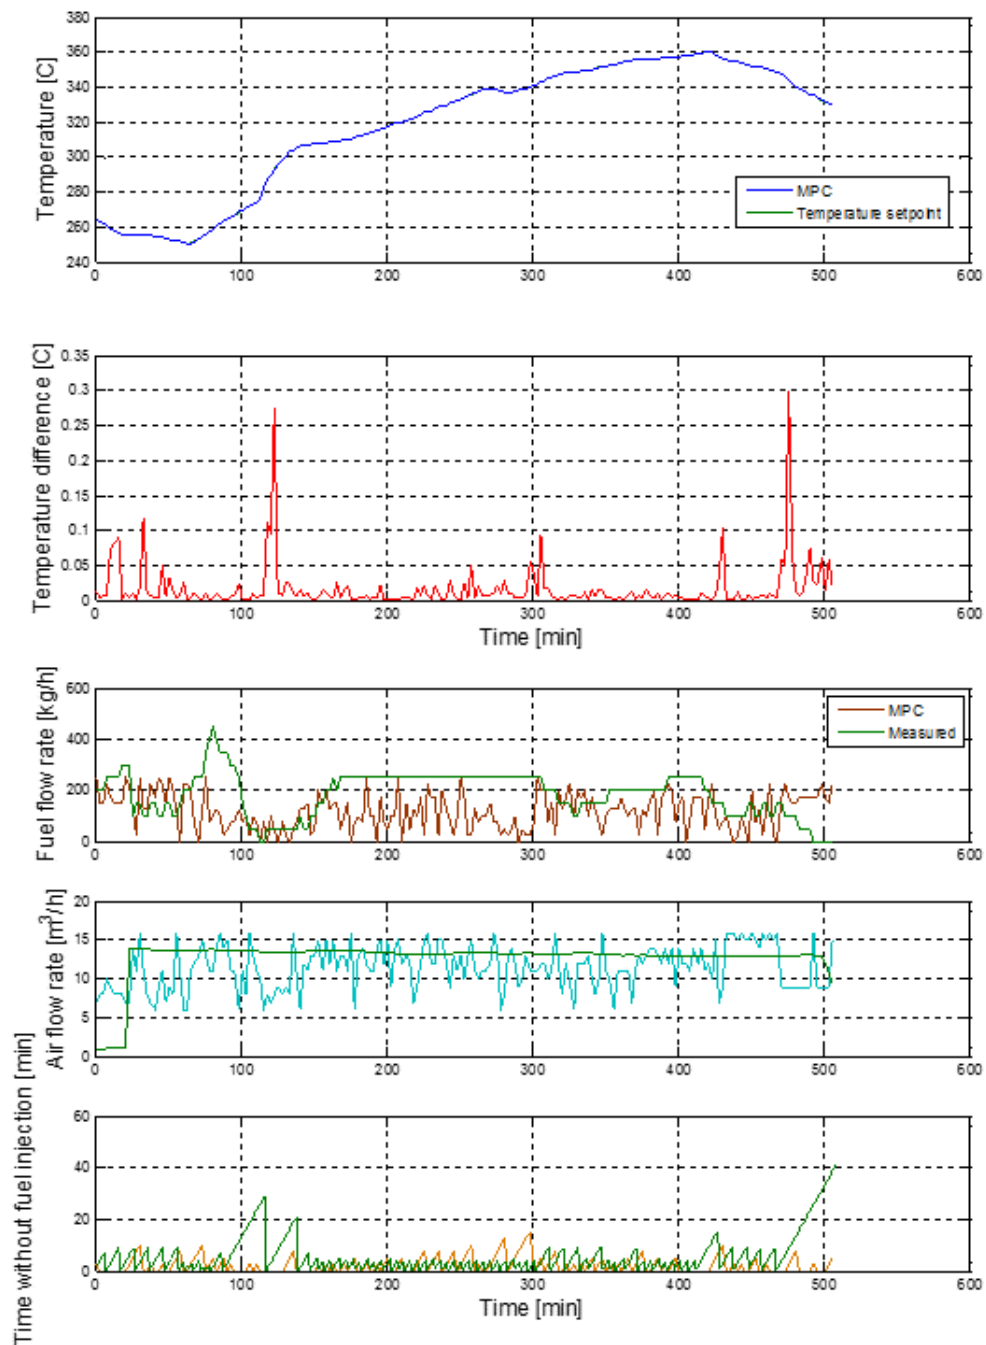 380
360
340
320
300
280
260
240
Temperature [C]
MPC
Temperature setpoint
0 100 200 300 400 500 600
0.35
0.3
0.25
0.2
0.15
0.1
0.05
0
Temperature difference [C]
0 100 200 300 400 500 600
Time [min]
600
400
200
0
Fuel flow rate [kg/h]
MPC
Measured
0 100 200 300 400 500 600
20
15
10
5
0
Air flow rate [m³/h]
0 100 200 300 400 500 600
60
40
20
0
Time without fuel injection [min]
0 100 200 300 400 500 600
Time [min]